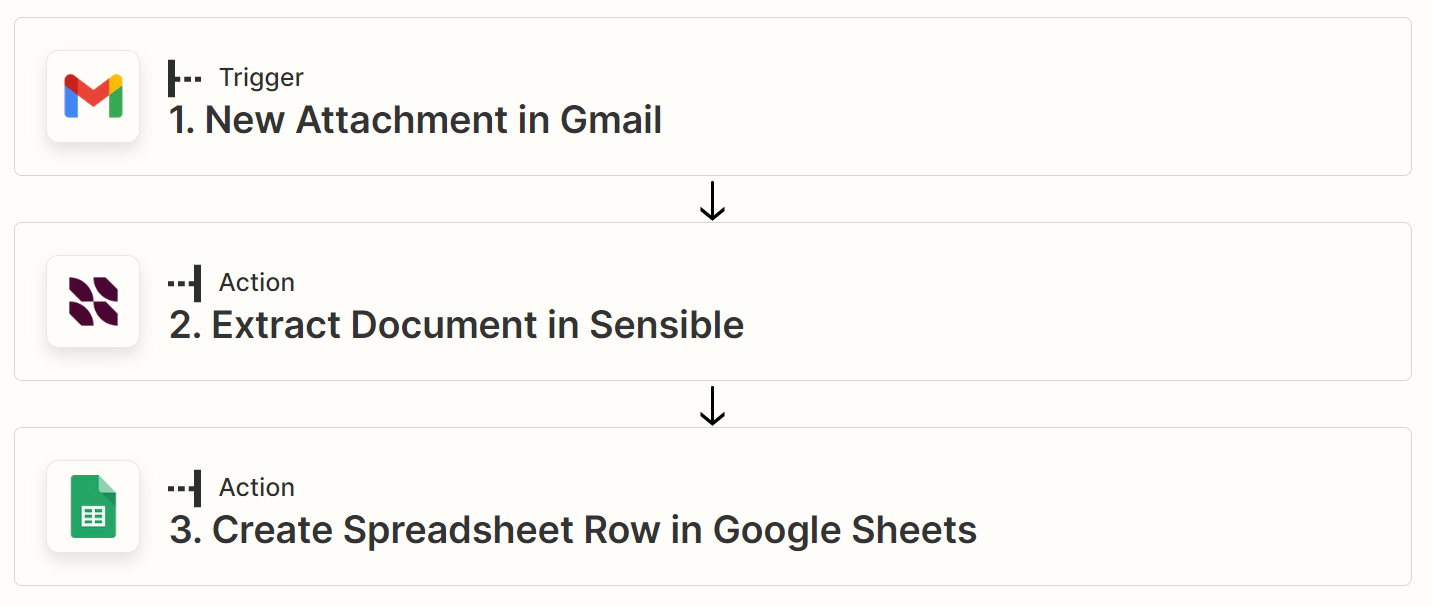 Trigger
1. New Attachment in Gmail
Action
2. Extract Document in Sensible
Action
3. Create Spreadsheet Row in Google Sheets